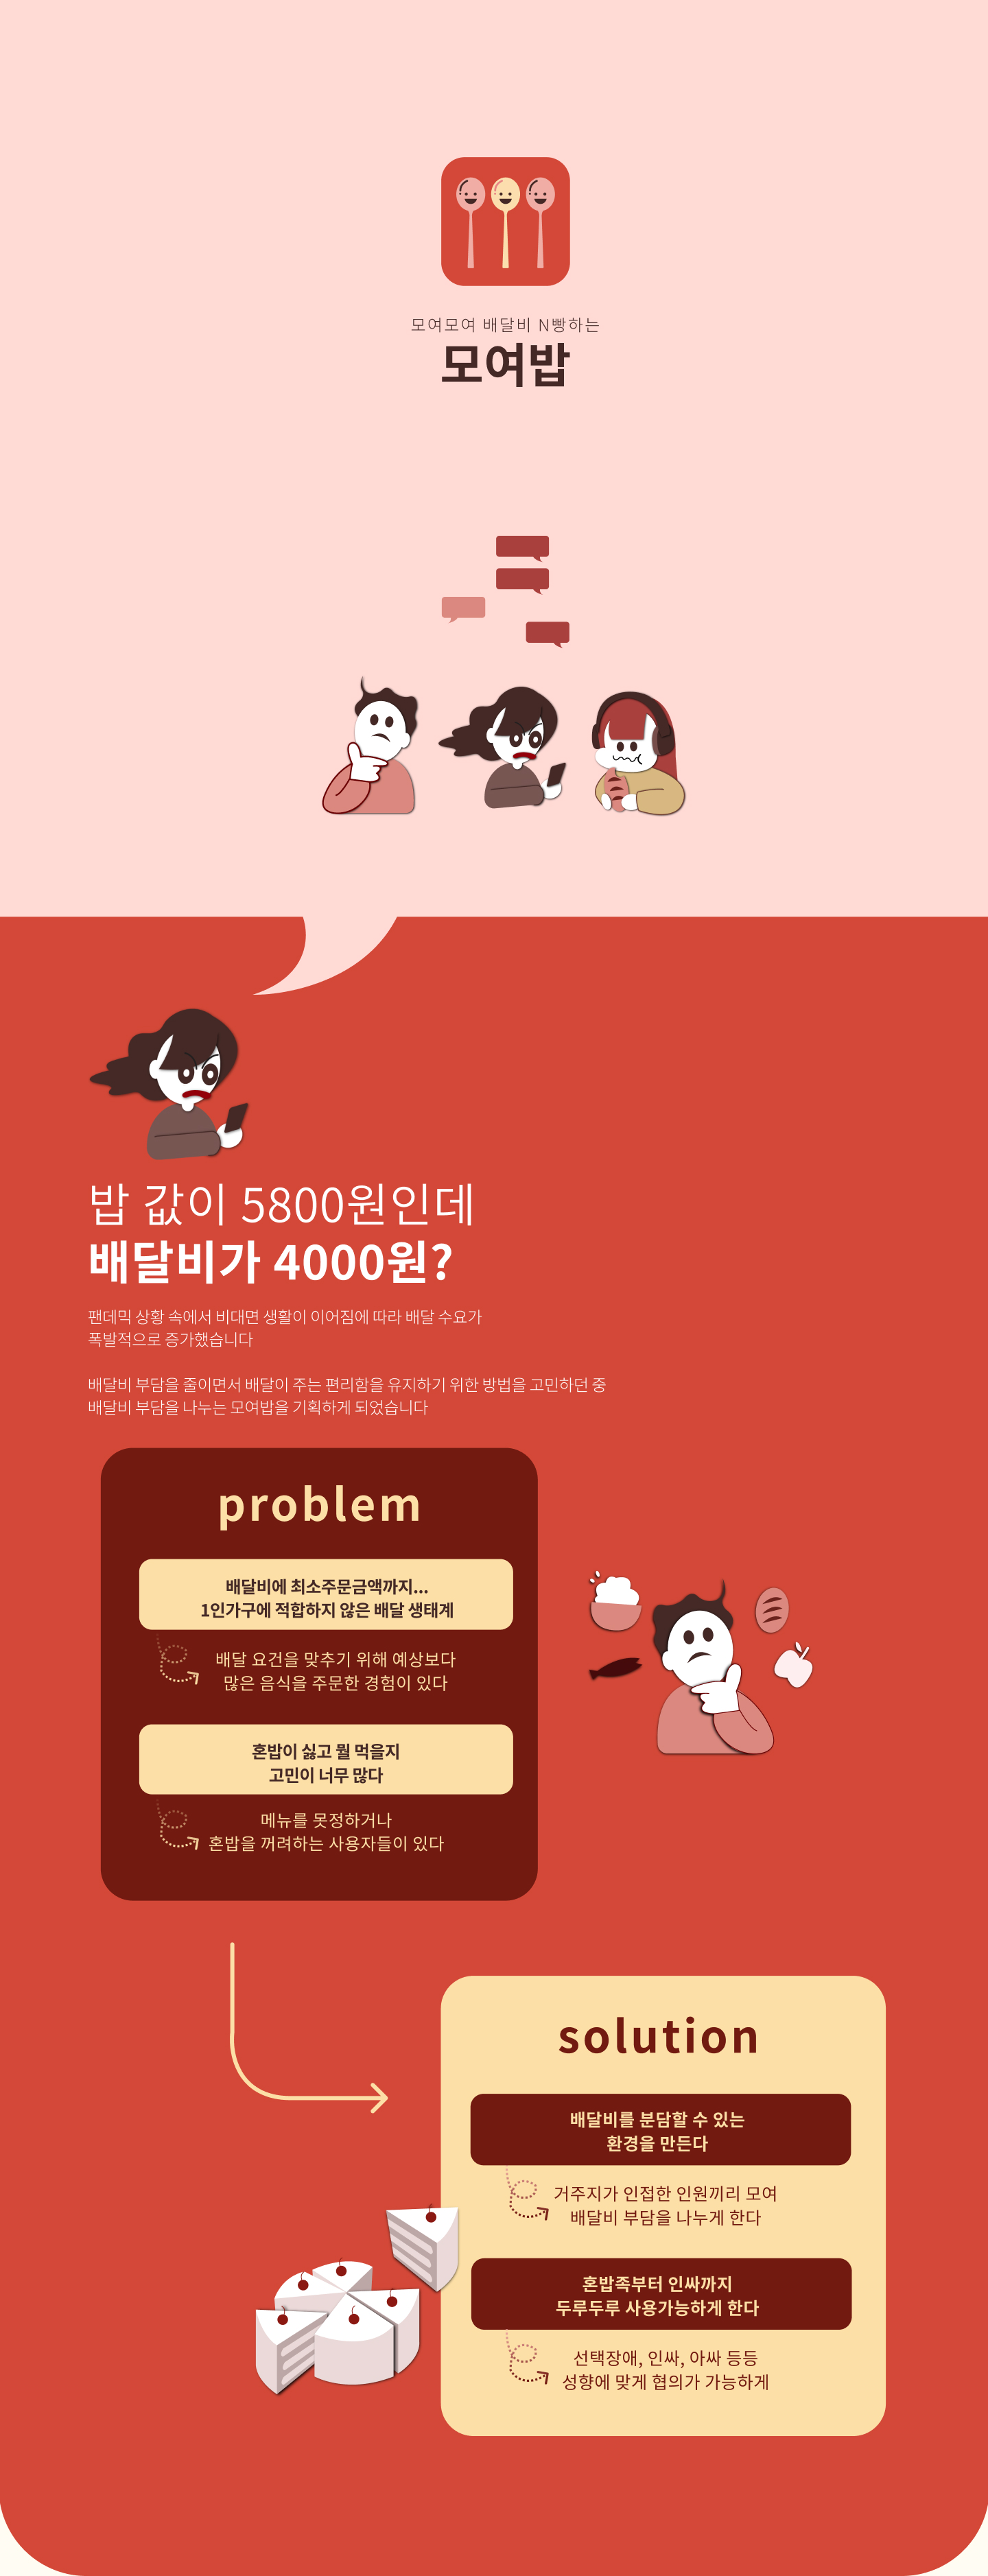 모여모여 배달비 N빵하는
모여밥
밥 값이 5800원인데
배달비가 4000원?
팬데믹 상황 속에서 비대면 생활이 이어짐에 따라 배달 수요가
폭발적으로 증가했습니다
배달비 부담을 줄이면서 배달이 주는 편리함을 유지하기 위한 방법을 고민하던 중
배달비 부담을 나누는 모여밥을 기획하게 되었습니다
problem
배달비에 최소주문금액까지...
1인가구에 적합하지 않은 배달 생태계
배달 요건을 맞추기 위해 예상보다
많은 음식을 주문한 경험이 있다
혼밥이 싫고 뭘 먹을지
고민이 너무 많다
메뉴를 못정하거나
혼밥을 꺼려하는 사용자들이 있다
solution
배달비를 분담할 수 있는
환경을 만든다
거주지가 인접한 인원끼리 모여
배달비 부담을 나누게 한다
혼밥족부터 인싸까지
두루두루 사용가능하게 한다
선택장애, 인싸, 아싸 등등
성향에 맞게 협의가 가능하게